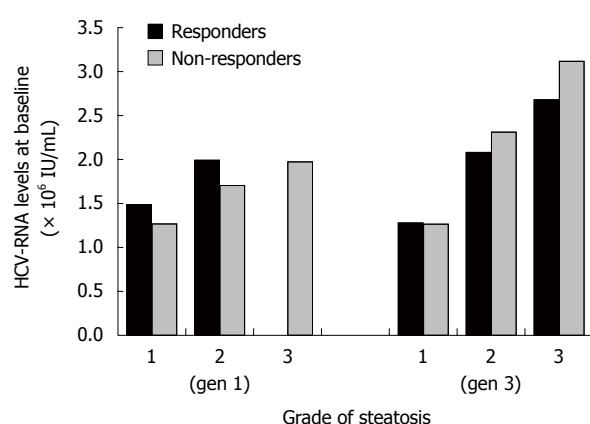 Responders
Non-responders
HCV-RNA levels at baseline
(× 10⁶ IU/mL)
3.5
3.0
2.5
2.0
1.5
1.0
0.5
0.0
1 2 3 1 2 3
(gen 1) (gen 3)
Grade of steatosis